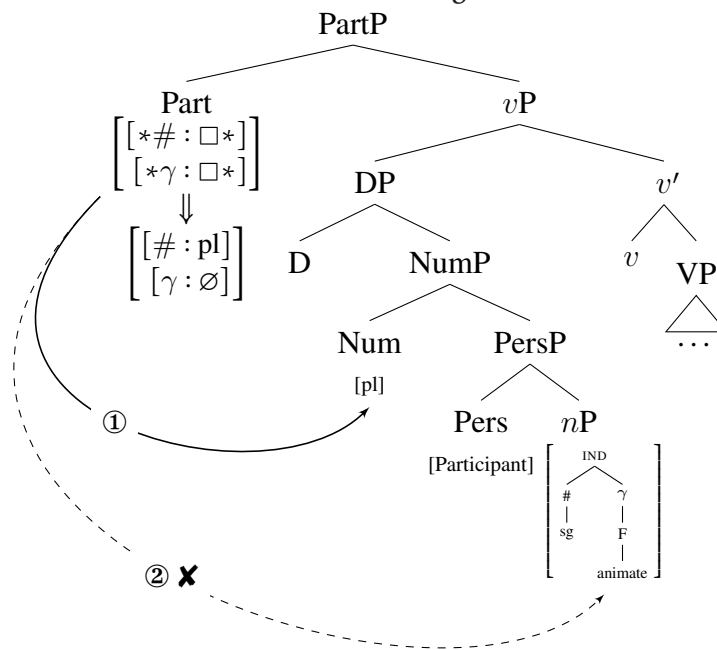 PartP
Part
vP
[∗# : □∗]
[∗γ : □∗]
⇓
[# : pl]
[γ : ∅]
DP
v′
D
NumP
v
VP
...
Num
PersP
[pl]
①
Pers
nP
[Participant]
IND
#
γ
sg
F
animate
② ✘